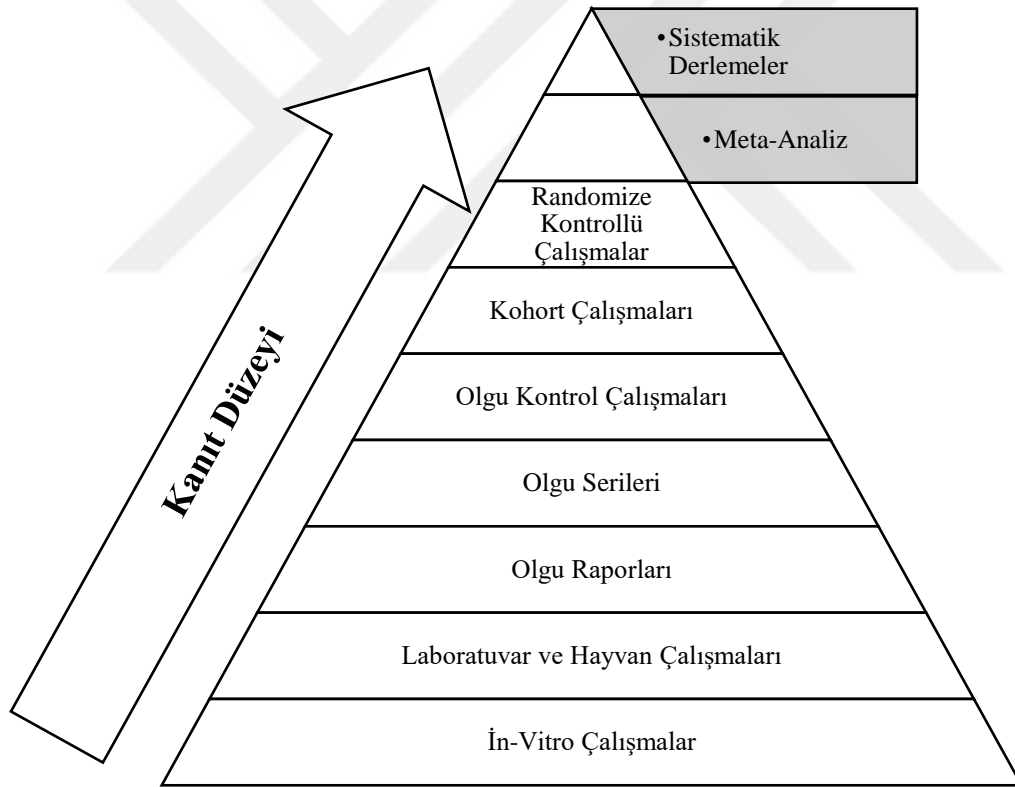 •Sistematik
Derlemeler
•Meta-Analiz
Randomize
Kontrollü
Çalışmalar
Kohort Çalışmaları
Olgu Kontrol Çalışmaları
Olgu Serileri
Olgu Raporları
Laboratuvar ve Hayvan Çalışmaları
İn-Vitro Çalışmalar
Kanıt Düzeyi